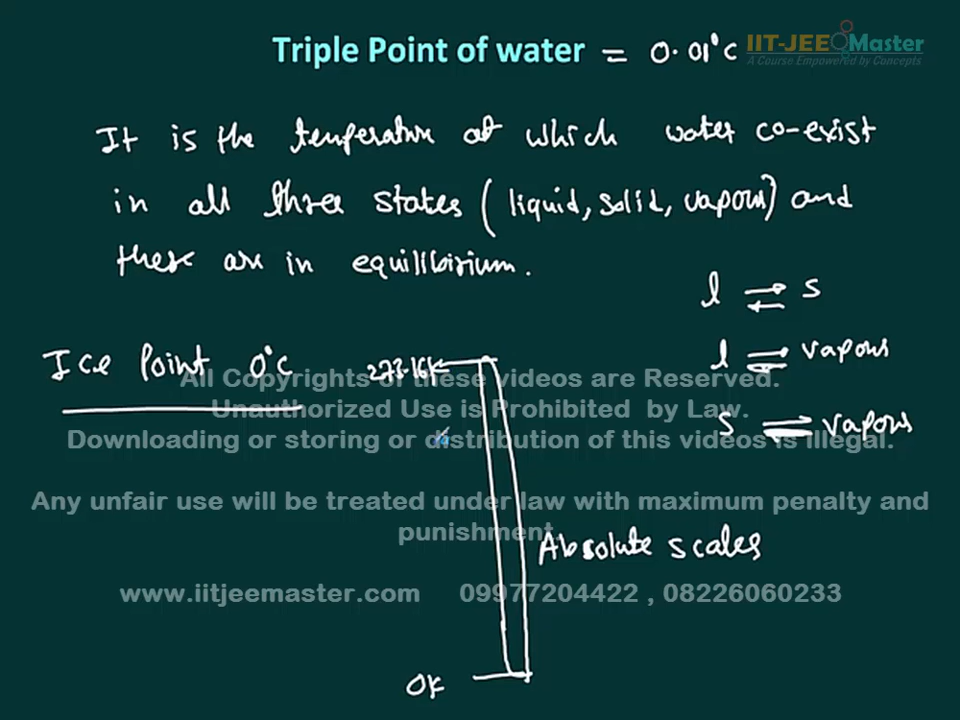 Triple Point of water = 0.01°C
IIT-JEE Master
A Course Empowered by Concepts
It is the temperature at which water co-exist
in all three states (liquid, solid, vapour) and
these are in equilibrium.
l ⇌ s
l ⇌ vapour
s ⇌ vapour
Ice Point 0°C
273.16K
All Copyrights of these videos are Reserved.
Unauthorized Use is Prohibited by Law.
Downloading or storing or distribution of this videos is illegal.
Any unfair use will be treated under law with maximum penalty and
punishment.
Absolute scales
www.iitjeemaster.com 09977204422 , 08226060233
0K